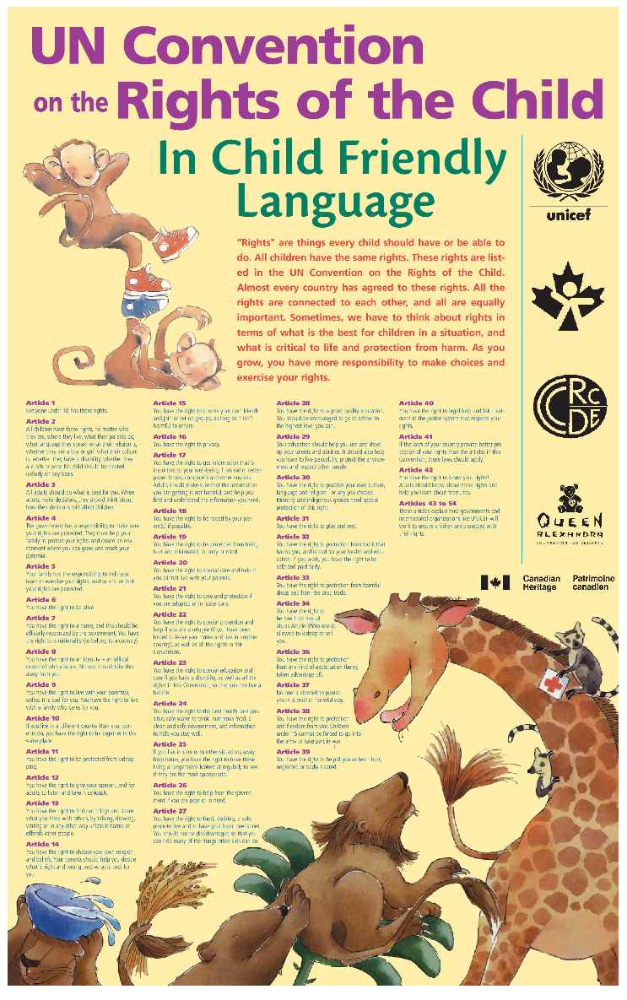 UN Convention
on the Rights of the Child
In Child Friendly
Language
"Rights" are things every child should have or be able to
do. All children have the same rights. These rights are list-
ed in the UN Convention on the Rights of the Child.
Almost every country has agreed to these rights. All the
rights are connected to each other, and all are equally
important. Sometimes, we have to think about rights in
terms of what is the best for children in a situation, and
what is critical to life and protection from harm. As you
grow, you have more responsibility to make choices and
exercise your rights.
Article 1
Everyone under 18 has these rights.
Article 2
All children have these rights, no matter who
they are, where they live, what their parents do,
what language they speak, what their religion is,
whether they are a boy or girl, what their culture
is, whether they have a disability, whether they
are rich or poor. No child should be treated
unfairly on any basis.
Article 3
All adults should do what is best for you. When
adults make decisions, they should think about
how their decisions will affect children.
Article 4
The government has a responsibility to make sure
your rights are protected. They must help your
family to protect your rights and create an envi-
ronment where you can grow and reach your
potential.
Article 5
Your family has the responsibility to help you
learn to exercise your rights, and to ensure that
your rights are protected.
Article 6
You have the right to be alive.
Article 7
You have the right to a name, and this should be
officially recognized by the government. You have
the right to a nationality (to belong to a country).
Article 8
You have the right to an identity – an official
record of who you are. No one should take this
away from you.
Article 9
You have the right to live with your parent(s),
unless it is bad for you. You have the right to live
with a family who cares for you.
Article 10
If you live in a different country than your par-
ents do, you have the right to be together in the
same place.
Article 11
You have the right to be protected from kidnap-
ping.
Article 12
You have the right to give your opinion, and for
adults to listen and take it seriously.
Article 13
You have the right to find out things and share
what you think with others, by talking, drawing,
writing or in any other way unless it harms or
offends other people.
Article 14
You have the right to choose your own religion
and beliefs. Your parents should help you decide
what is right and wrong, and what is best for
you.
Article 15
You have the right to choose your own friends
and join or set up groups, as long as it isn't
harmful to others.
Article 16
You have the right to privacy.
Article 17
You have the right to get information that is
important to your well-being, from radio, news-
paper, books, computers and other sources.
Adults should make sure that the information
you are getting is not harmful, and help you
find and understand the information you need.
Article 18
You have the right to be raised by your par-
ent(s) if possible.
Article 19
You have the right to be protected from being
hurt and mistreated, in body or mind.
Article 20
You have the right to special care and help if
you cannot live with your parents.
Article 21
You have the right to care and protection if
you are adopted or in foster care.
Article 22
You have the right to special protection and
help if you are a refugee (if you have been
forced to leave your home and live in another
country), as well as all the rights in this
Convention.
Article 23
You have the right to special education and
care if you have a disability, as well as all the
rights in this Convention, so that you can live a
full life.
Article 24
You have the right to the best health care pos-
sible, safe water to drink, nutritious food, a
clean and safe environment, and information
to help you stay well.
Article 25
If you live in care or in other situations away
from home, you have the right to have these
living arrangements looked at regularly to see
if they are the most appropriate.
Article 26
You have the right to help from the govern-
ment if you are poor or in need.
Article 27
You have the right to food, clothing, a safe
place to live and to have your basic needs met.
You should not be disadvantaged so that you
can't do many of the things other kids can do.
Article 28
You have the right to a good quality education.
You should be encouraged to go to school to
the highest level you can.
Article 29
Your education should help you use and devel-
op your talents and abilities. It should also help
you learn to live peacefully, protect the environ-
ment and respect other people.
Article 30
You have the right to practice your own culture,
language and religion - or any you choose.
Minority and indigenous groups need special
protection of this right.
Article 31
You have the right to play and rest.
Article 32
You have the right to protection from work that
harms you, and is bad for your health and edu-
cation. If you work, you have the right to be
safe and paid fairly.
Article 33
You have the right to protection from harmful
drugs and from the drug trade.
Article 34
You have the right to
be free from sexual
abuse.Article 35No one is
allowed to kidnap or sell
you.
Article 36
You have the right to protection
from any kind of exploitation (being
taken advantage of).
Article 37
No one is allowed to punish
you in a cruel or harmful way.
Article 38
You have the right to protection
and freedom from war. Children
under 15 cannot be forced to go into
the army or take part in war.
Article 39
You have the right to help if you've been hurt,
neglected or badly treated.
Article 40
You have the right to legal help and fair treat-
ment in the justice system that respects your
rights.
Article 41
If the laws of your country provide better pro-
tection of your rights than the articles in this
Convention, those laws should apply.
Article 42
You have the right to know your rights!
Adults should know about these rights and
help you learn about them, too.
Articles 43 to 54
These articles explain how governments and
international organizations like UNICEF will
work to ensure children are protected with
their rights.
unicef
CCRC
DE
QUEEN
ALEXANDRA
FOUNDATION FOR CHILDREN
Canadian Patrimoine
Heritage canadien